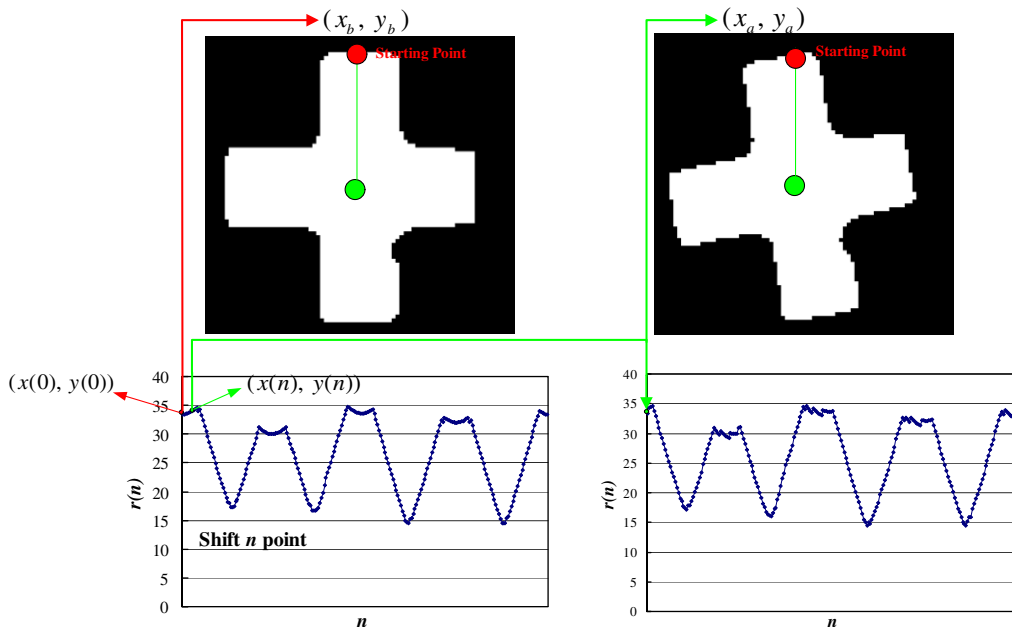 (x_b, y_b)
Starting Point
(x_a, y_a)
Starting Point
(x(0), y(0))
(x(n), y(n))
40
35
30
25
20
15
10
5
0
r(n)
Shift n point
n
40
35
30
25
20
15
10
5
0
r(n)
n